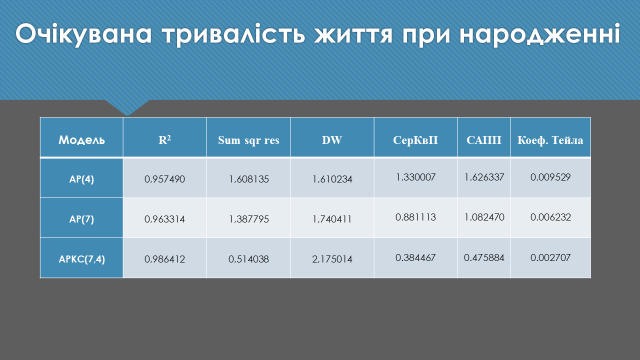 Очікувана тривалість життя при народженні
Модель R² Sum sqr res DW СерКвП САПП Коеф. Тейла
АР(4) 0,957490 1,608135 1,610234 1.330007 1.626337 0.009529
АР(7) 0,963314 1,387795 1,740411 0.881113 1.082470 0.006232
АРКС(7,4) 0,986412 0,514038 2,175014 0.384467 0.475884 0.002707